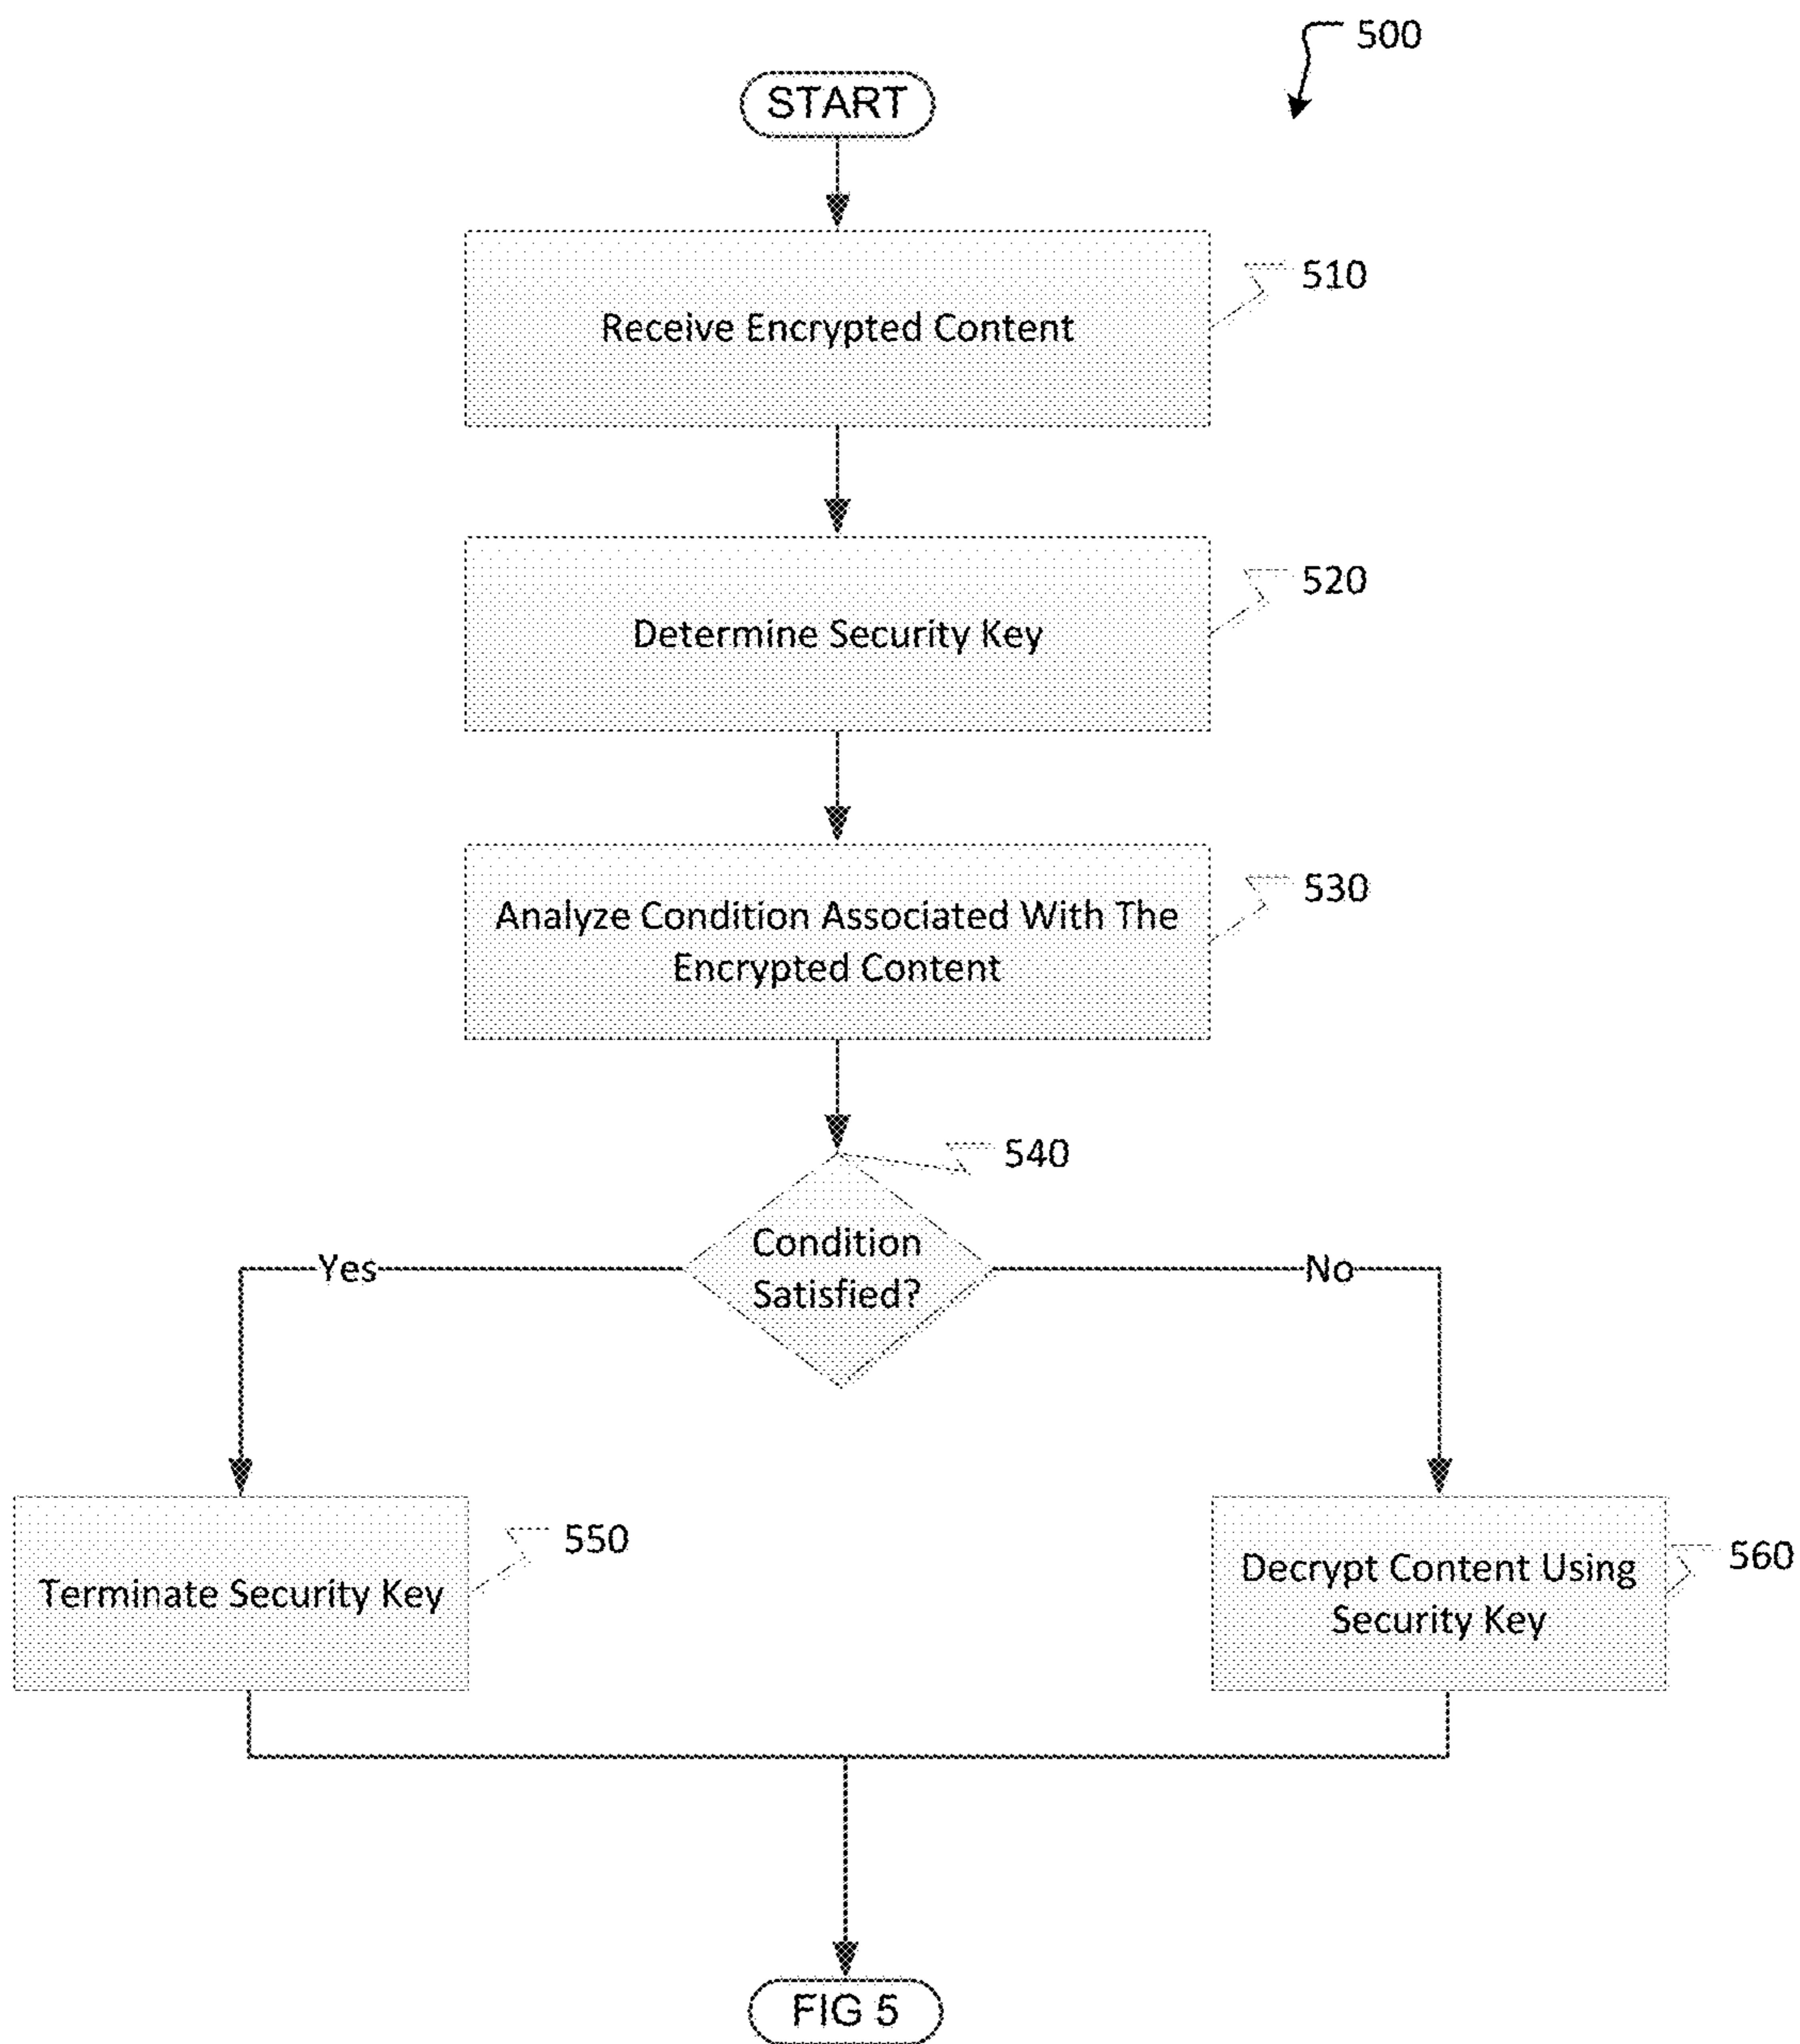 500
START
510
Receive Encrypted Content
520
Determine Security Key
530
Analyze Condition Associated With The
Encrypted Content
540
Condition
Satisfied?
Yes
No
550
Terminate Security Key
560
Decrypt Content Using
Security Key
FIG 5